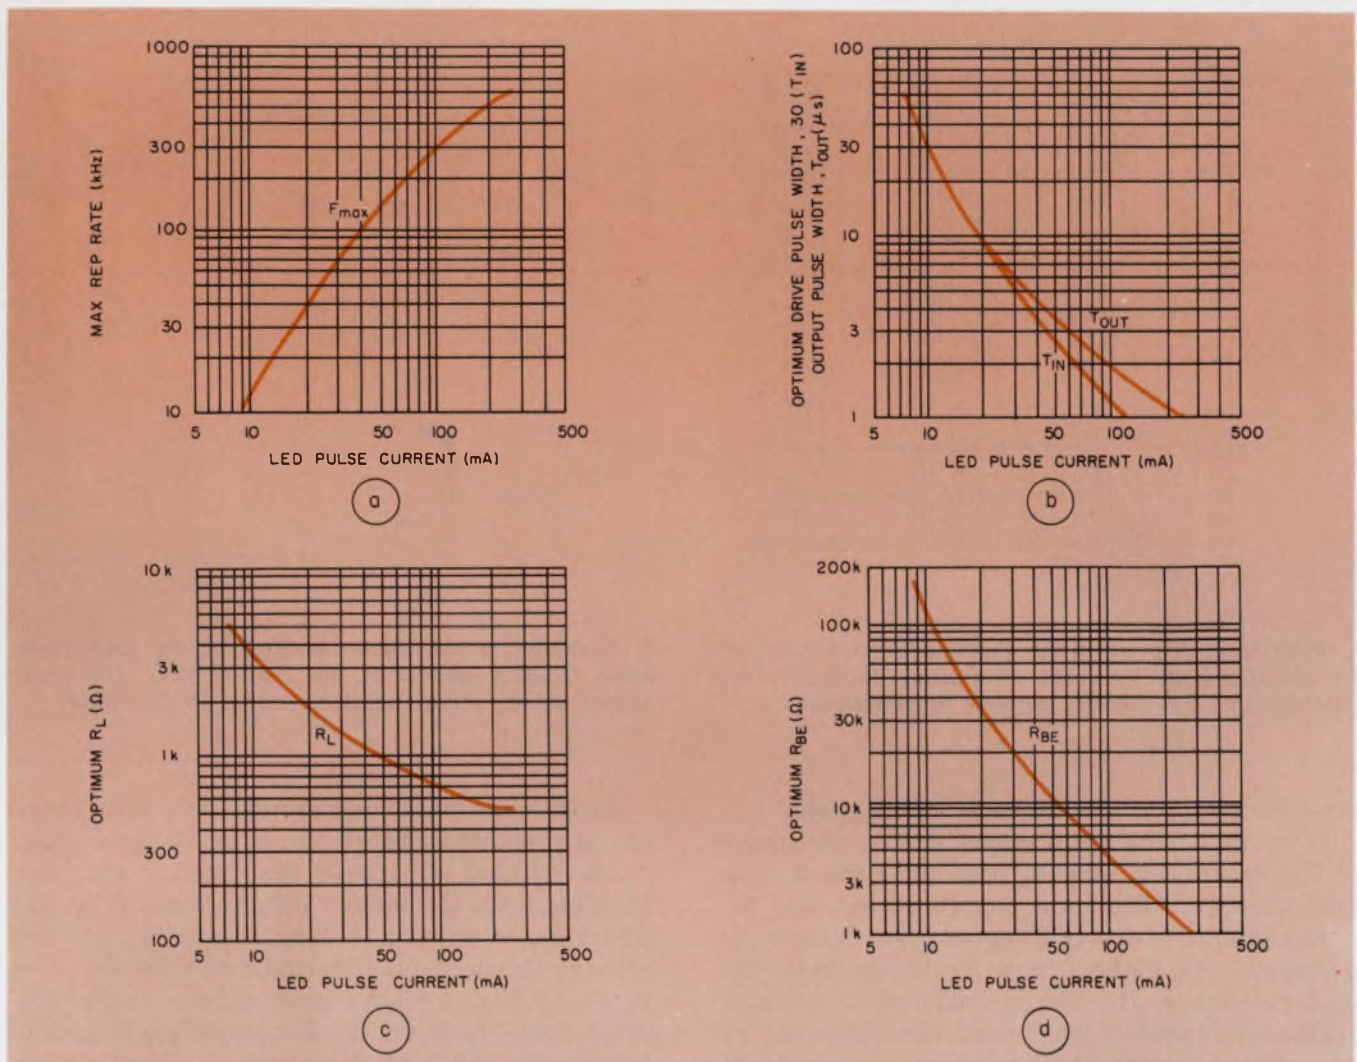 1000
300
100
30
10
MAX REP RATE (kHz)
Fmax
5 10 50 100 500
LED PULSE CURRENT (mA)
a
OPTIMUM DRIVE PULSE WIDTH, 30 (TIN)
OUTPUT PULSE WIDTH, TOUT (μs)
100
30
10
3
1
TOUT
TIN
5 10 50 100 500
LED PULSE CURRENT (mA)
b
10 k
3k
1k
300
100
OPTIMUM RL (Ω)
RL
5 10 50 100 500
LED PULSE CURRENT (mA)
c
200k
100k
30k
10k
3k
1k
OPTIMUM RBE (Ω)
RBE
5 10 50 100 500
LED PULSE CURRENT (mA)
d